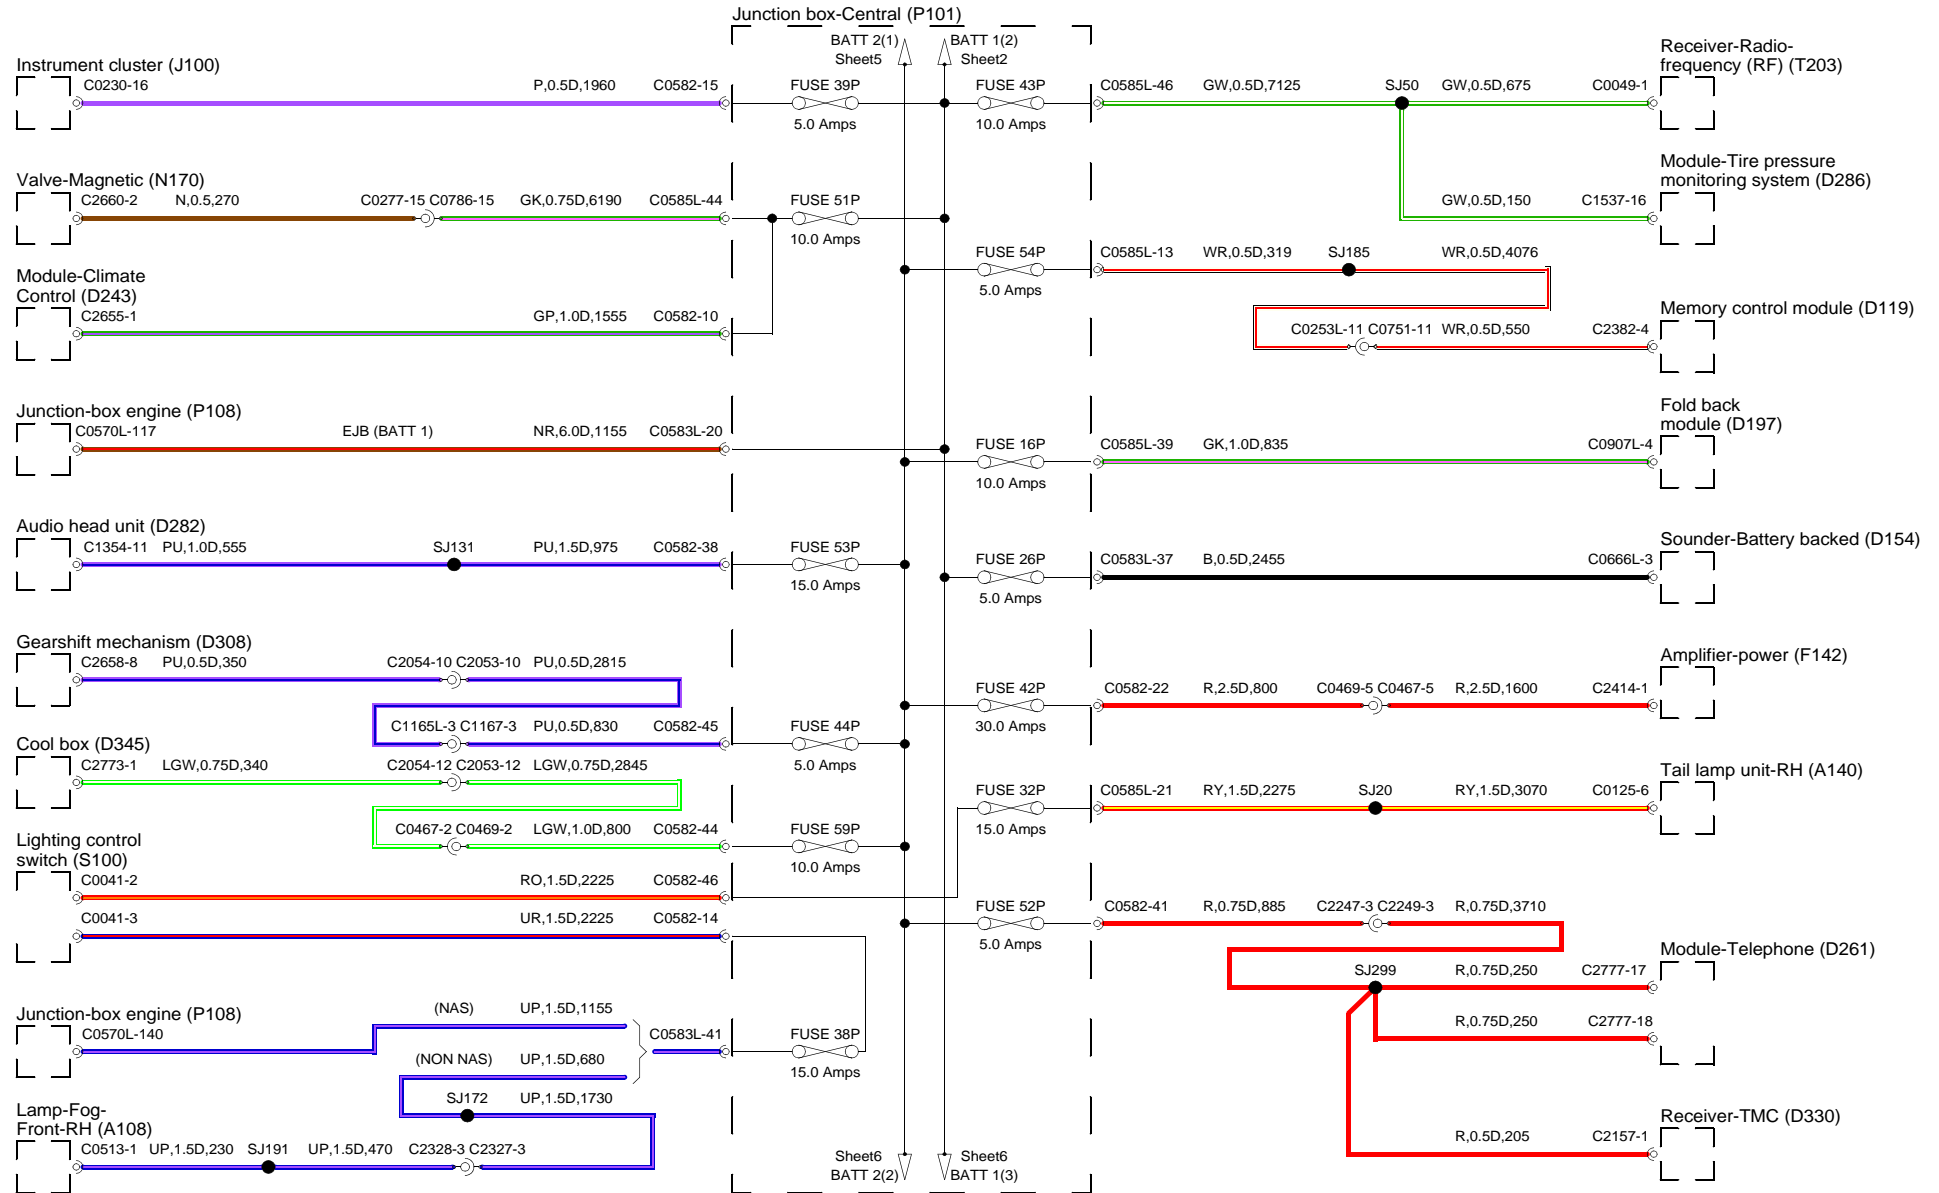 Junction box-Central (P101)
BATT 2(1) BATT 1(2)
Sheet5 Sheet2
Instrument cluster (J100)
C0230-16 P,0.5D,1960 C0582-15 FUSE 39P
5.0 Amps
FUSE 43P C0585L-46 GW,0.5D,7125 SJ50 GW,0.5D,675 C0049-1
10.0 Amps
Receiver-Radio-
frequency (RF) (T203)
Valve-Magnetic (N170)
C2660-2 N,0.5,270 C0277-15 C0786-15 GK,0.75D,6190 C0585L-44 FUSE 51P
10.0 Amps
Module-Tire pressure
monitoring system (D286)
GW,0.5D,150 C1537-16
Module-Climate
Control (D243)
C2655-1 GP,1.0D,1555 C0582-10
FUSE 54P C0585L-13 WR,0.5D,319 SJ185 WR,0.5D,4076
5.0 Amps
Memory control module (D119)
C0253L-11 C0751-11 WR,0.5D,550 C2382-4
Junction-box engine (P108)
C0570L-117 EJB (BATT 1) NR,6.0D,1155 C0583L-20
Fold back
module (D197)
FUSE 16P C0585L-39 GK,1.0D,835 C0907L-4
10.0 Amps
Audio head unit (D282)
C1354-11 PU,1.0D,555 SJ131 PU,1.5D,975 C0582-38 FUSE 53P
15.0 Amps
Sounder-Battery backed (D154)
FUSE 26P C0583L-37 B,0.5D,2455 C0666L-3
5.0 Amps
Gearshift mechanism (D308)
C2658-8 PU,0.5D,350 C2054-10 C2053-10 PU,0.5D,2815
C1165L-3 C1167-3 PU,0.5D,830 C0582-45 FUSE 44P
5.0 Amps
Amplifier-power (F142)
FUSE 42P C0582-22 R,2.5D,800 C0469-5 C0467-5 R,2.5D,1600 C2414-1
30.0 Amps
Cool box (D345)
C2773-1 LGW,0.75D,340 C2054-12 C2053-12 LGW,0.75D,2845
C0467-2 C0469-2 LGW,1.0D,800 C0582-44 FUSE 59P
10.0 Amps
Tail lamp unit-RH (A140)
FUSE 32P C0585L-21 RY,1.5D,2275 SJ20 RY,1.5D,3070 C0125-6
15.0 Amps
Lighting control
switch (S100)
C0041-2 RO,1.5D,2225 C0582-46
C0041-3 UR,1.5D,2225 C0582-14
FUSE 52P C0582-41 R,0.75D,885 C2247-3 C2249-3 R,0.75D,3710
5.0 Amps
Module-Telephone (D261)
SJ299 R,0.75D,250 C2777-17
R,0.75D,250 C2777-18
Junction-box engine (P108)
C0570L-140 (NAS) UP,1.5D,1155 C0583L-41 FUSE 38P
15.0 Amps
(NON NAS) UP,1.5D,680
SJ172 UP,1.5D,1730
Lamp-Fog-
Front-RH (A108)
C0513-1 UP,1.5D,230 SJ191 UP,1.5D,470 C2328-3 C2327-3
Receiver-TMC (D330)
R,0.5D,205 C2157-1
Sheet6 Sheet6
BATT 2(2) BATT 1(3)